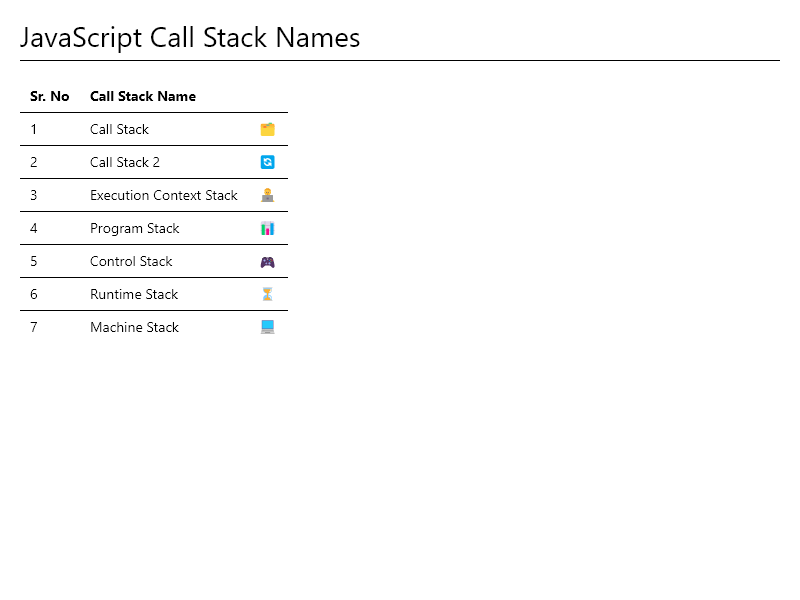 JavaScript Call Stack Names
Sr. No Call Stack Name
1 Call Stack 🗂️
2 Call Stack 2 🔄
3 Execution Context Stack 🧑‍💻
4 Program Stack 📊
5 Control Stack 🎮
6 Runtime Stack ⏳
7 Machine Stack 💻